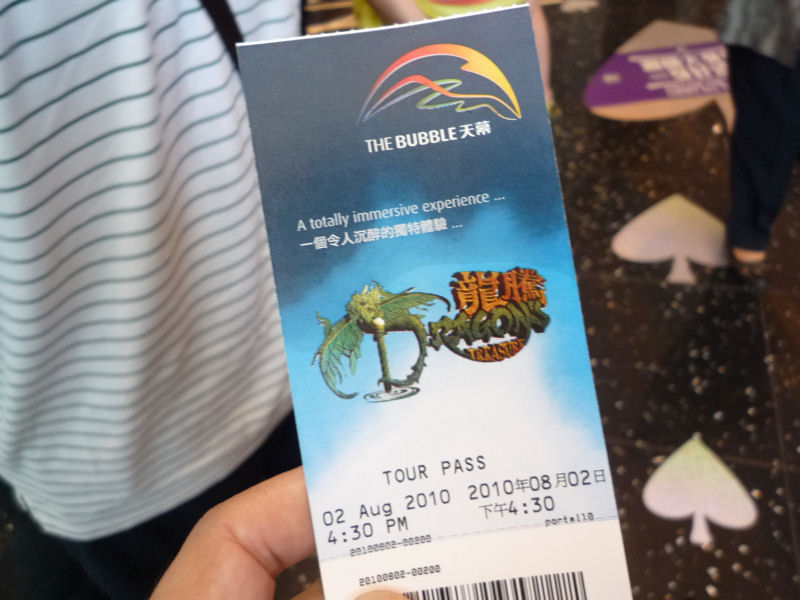 THE BUBBLE 天幕
A totally immersive experience ...
一個令人沉醉的獨特體驗 ...
龍騰
DRAGON'S
TREASURE
TOUR PASS
02 Aug 2010 2010年08月02日
4:30 PM 下午4:30
portal10
20100802-00200
20100802-00200